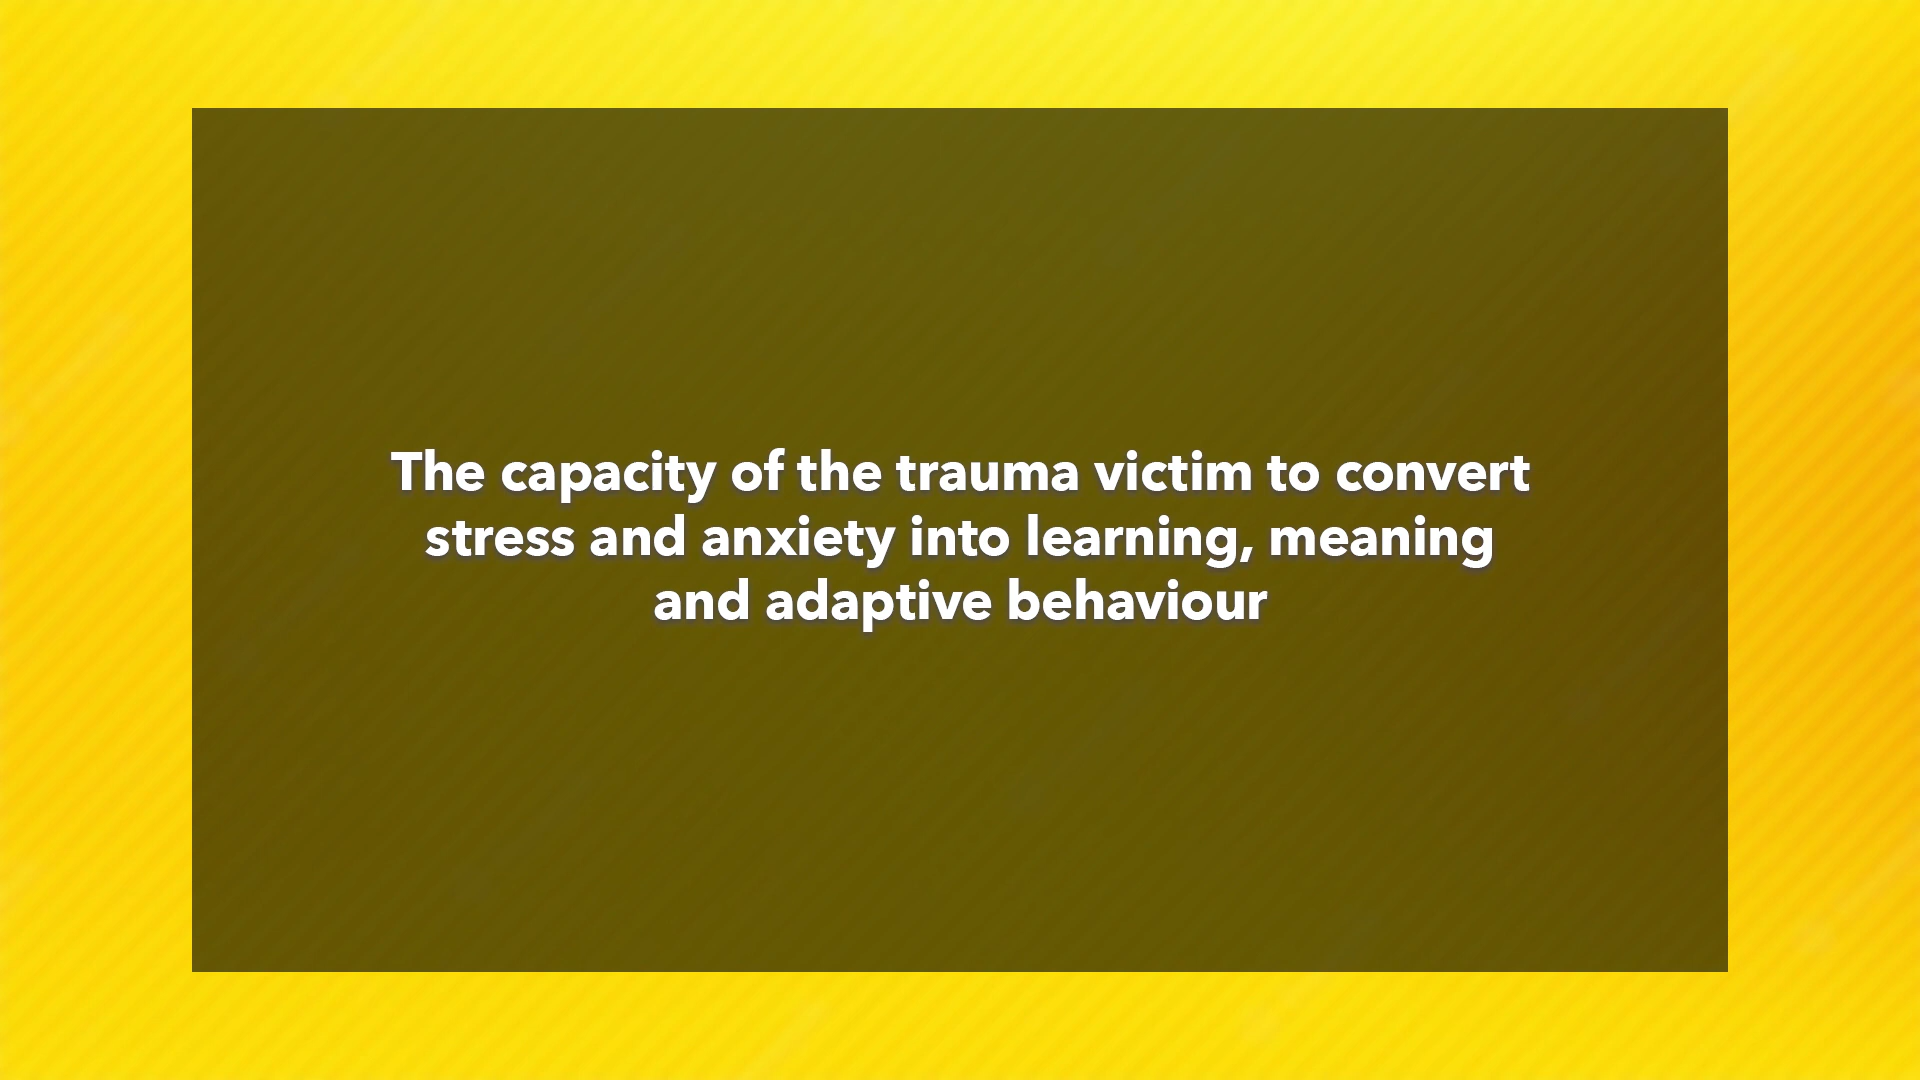 The capacity of the trauma victim to convert
stress and anxiety into learning, meaning
and adaptive behaviour